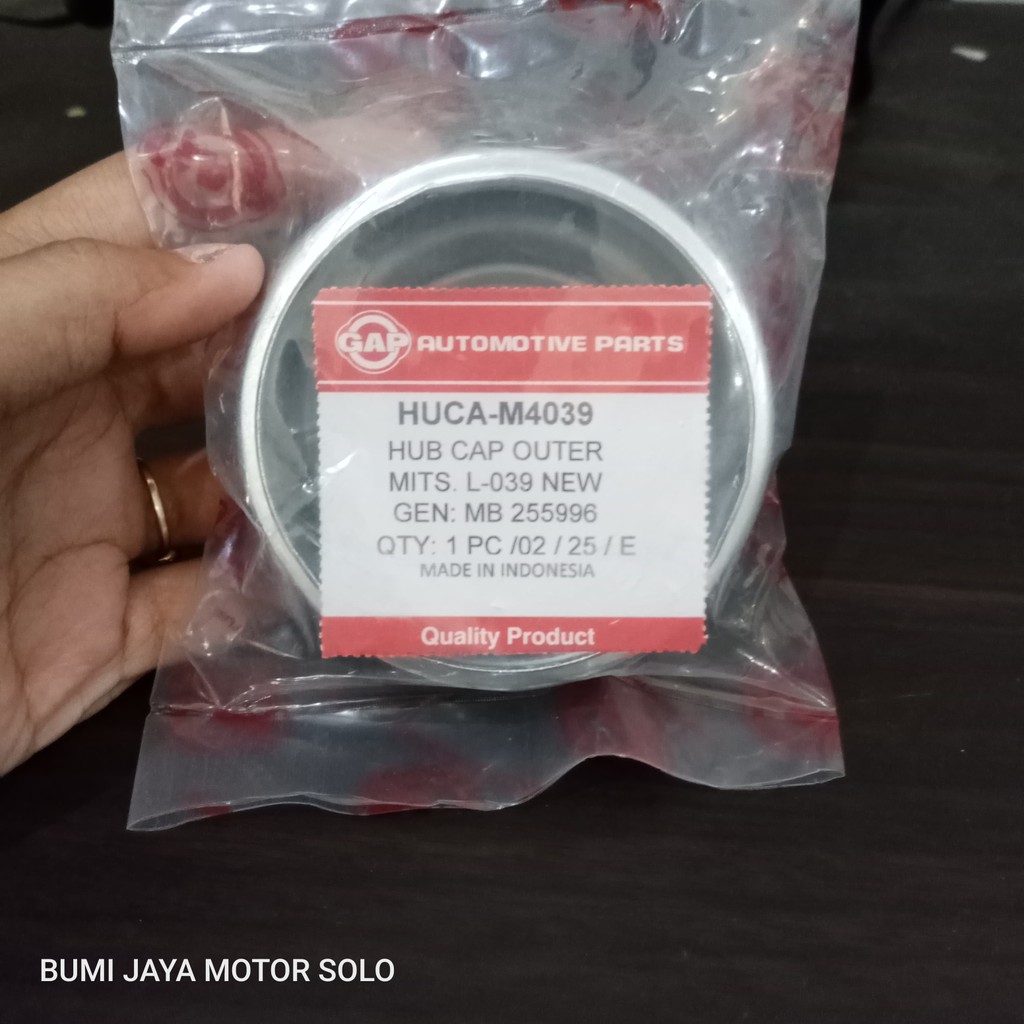 GAP AUTOMOTIVE PARTS
HUCA-M4039
HUB CAP OUTER
MITS. L-039 NEW
GEN: MB 255996
QTY: 1 PC /02 / 25 / E
MADE IN INDONESIA
Quality Product
BUMI JAYA MOTOR SOLO